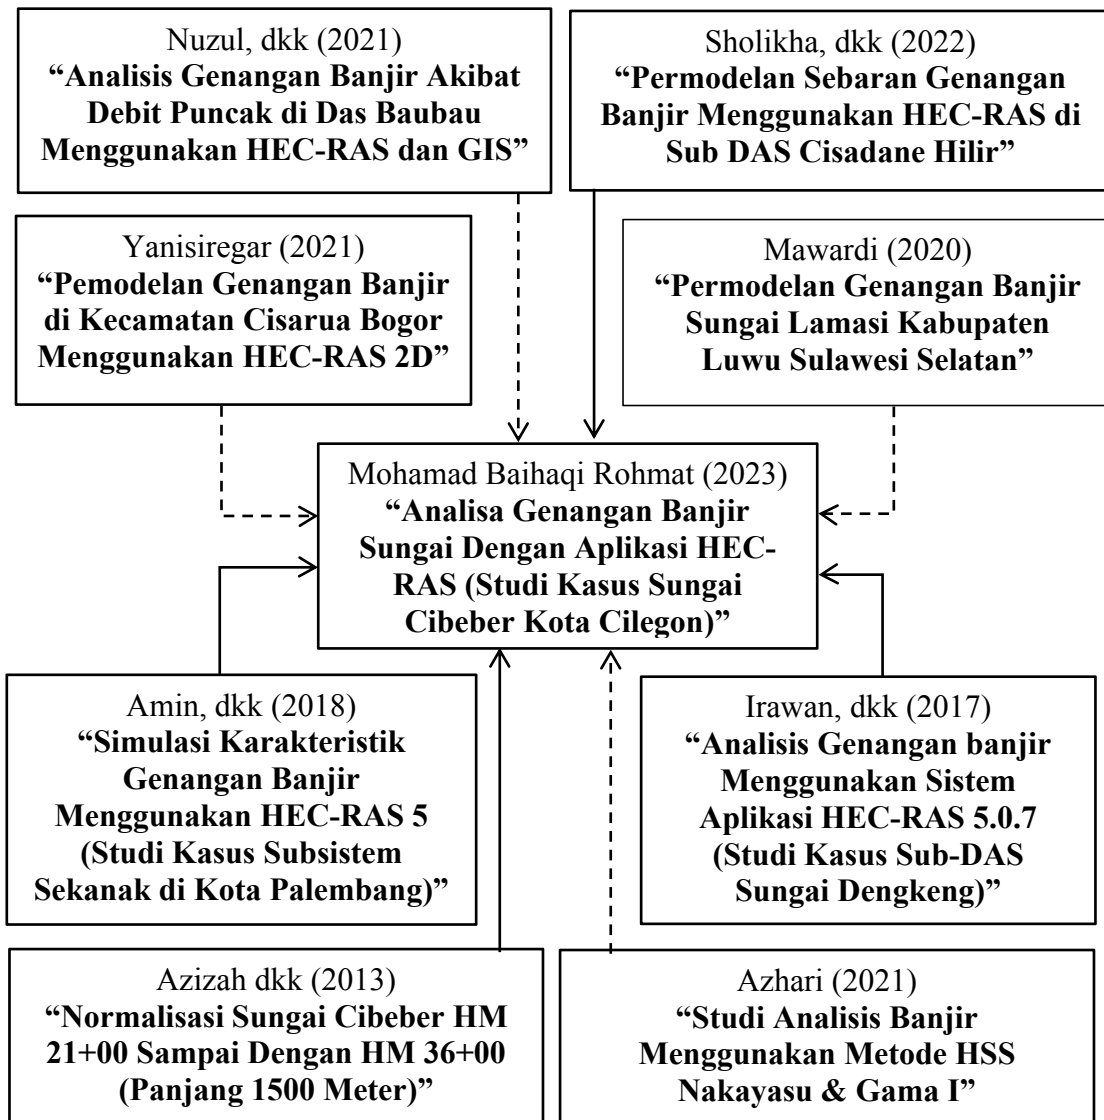 Nuzul, dkk (2021)
“Analisis Genangan Banjir Akibat
Debit Puncak di Das Baubau
Menggunakan HEC-RAS dan GIS”
Sholikha, dkk (2022)
“Permodelan Sebaran Genangan
Banjir Menggunakan HEC-RAS di
Sub DAS Cisadane Hilir”
Yanisiregar (2021)
“Pemodelan Genangan Banjir
di Kecamatan Cisarua Bogor
Menggunakan HEC-RAS 2D”
Mawardi (2020)
“Permodelan Genangan Banjir
Sungai Lamasi Kabupaten
Luwu Sulawesi Selatan”
Mohamad Baihaqi Rohmat (2023)
“Analisa Genangan Banjir
Sungai Dengan Aplikasi HEC-
RAS (Studi Kasus Sungai
Cibeber Kota Cilegon)”
Amin, dkk (2018)
“Simulasi Karakteristik
Genangan Banjir
Menggunakan HEC-RAS 5
(Studi Kasus Subsistem
Sekanak di Kota Palembang)”
Irawan, dkk (2017)
“Analisis Genangan banjir
Menggunakan Sistem
Aplikasi HEC-RAS 5.0.7
(Studi Kasus Sub-DAS
Sungai Dengkeng)”
Azizah dkk (2013)
“Normalisasi Sungai Cibeber HM
21+00 Sampai Dengan HM 36+00
(Panjang 1500 Meter)”
Azhari (2021)
“Studi Analisis Banjir
Menggunakan Metode HSS
Nakayasu & Gama I”